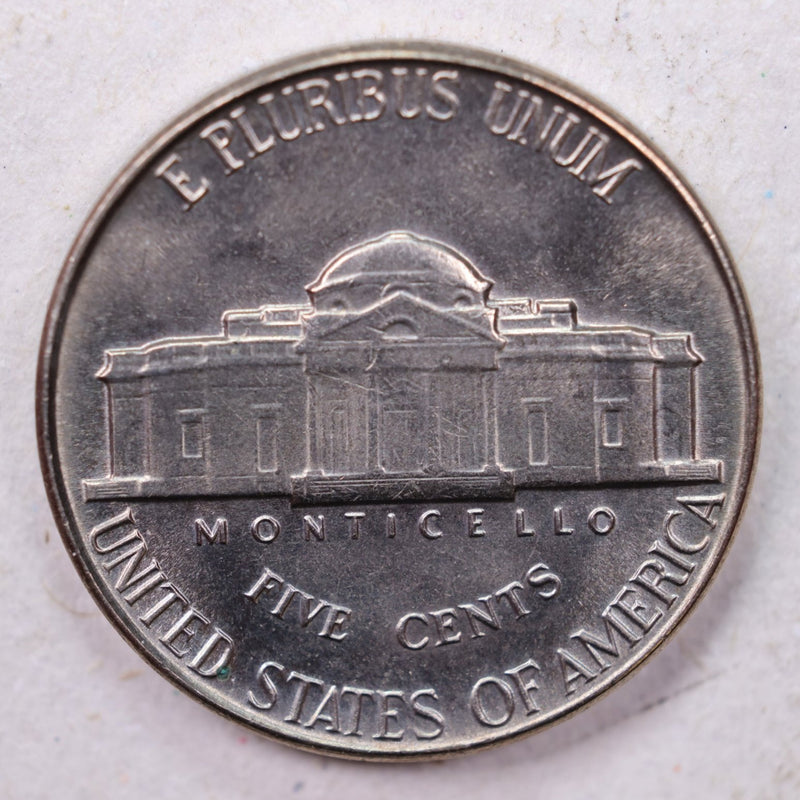 E PLURIBUS UNUM
MONTICELLO
FIVE CENTS
UNITED STATES OF AMERICA